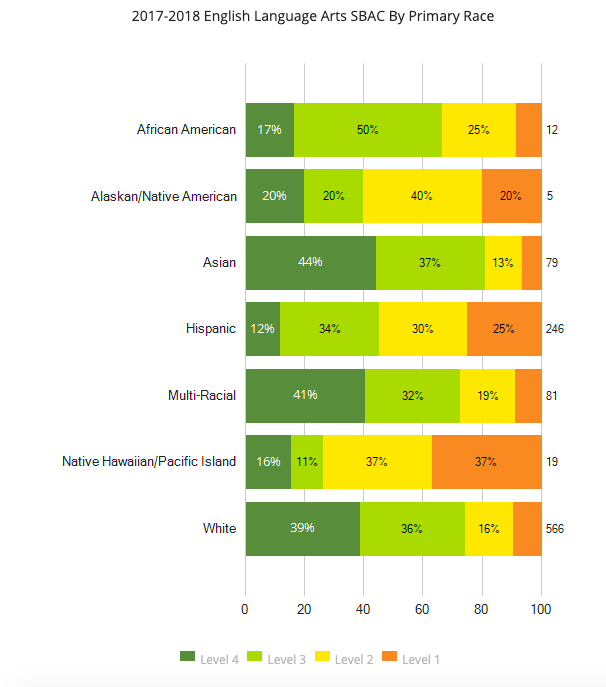 2017-2018 English Language Arts SBAC By Primary Race
African American 17% 50% 25% 12
Alaskan/Native American 20% 20% 40% 20% 5
Asian 44% 37% 13% 79
Hispanic 12% 34% 30% 25% 246
Multi-Racial 41% 32% 19% 81
Native Hawaiian/Pacific Island 16% 11% 37% 37% 19
White 39% 36% 16% 566
0 20 40 60 80 100
Level 4 Level 3 Level 2 Level 1